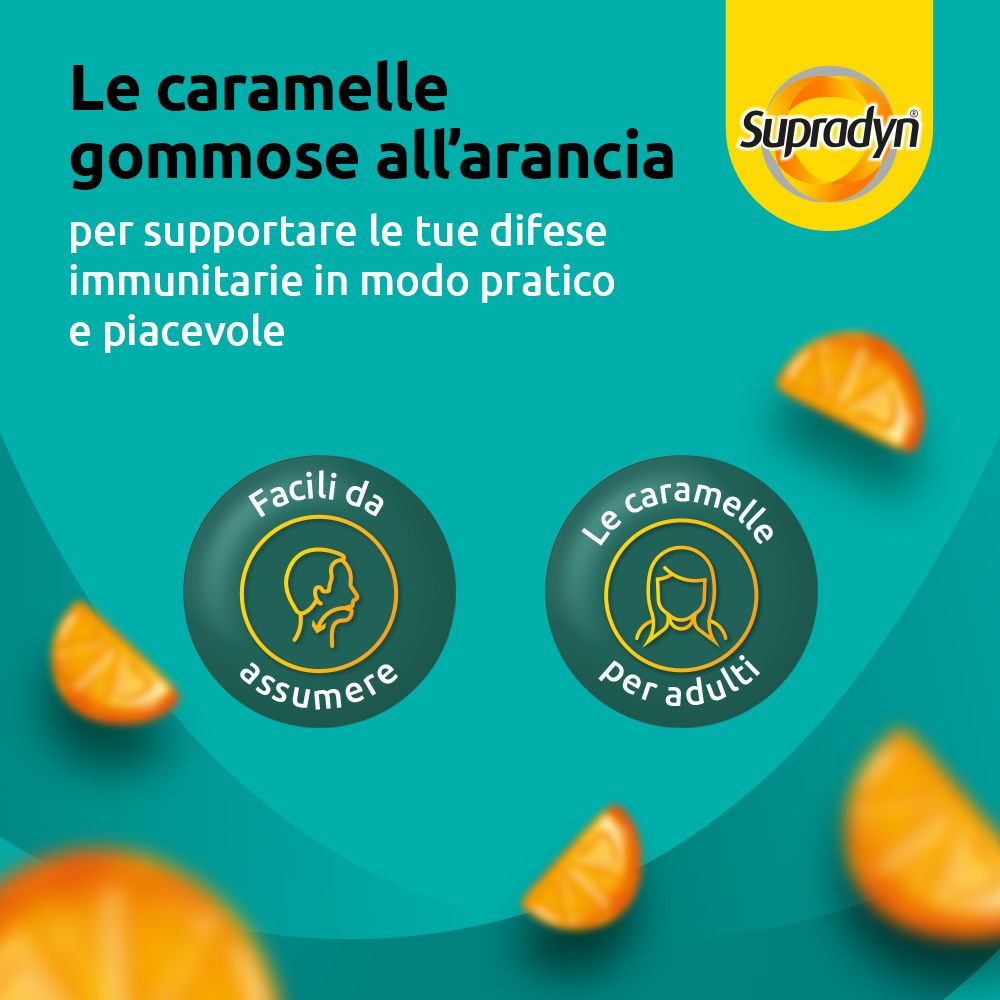 Le caramelle
gommose all'arancia
per supportare le tue difese
immunitarie in modo pratico
e piacevole
Supradyn®
Facili da
assumere
Le caramelle
per adulti